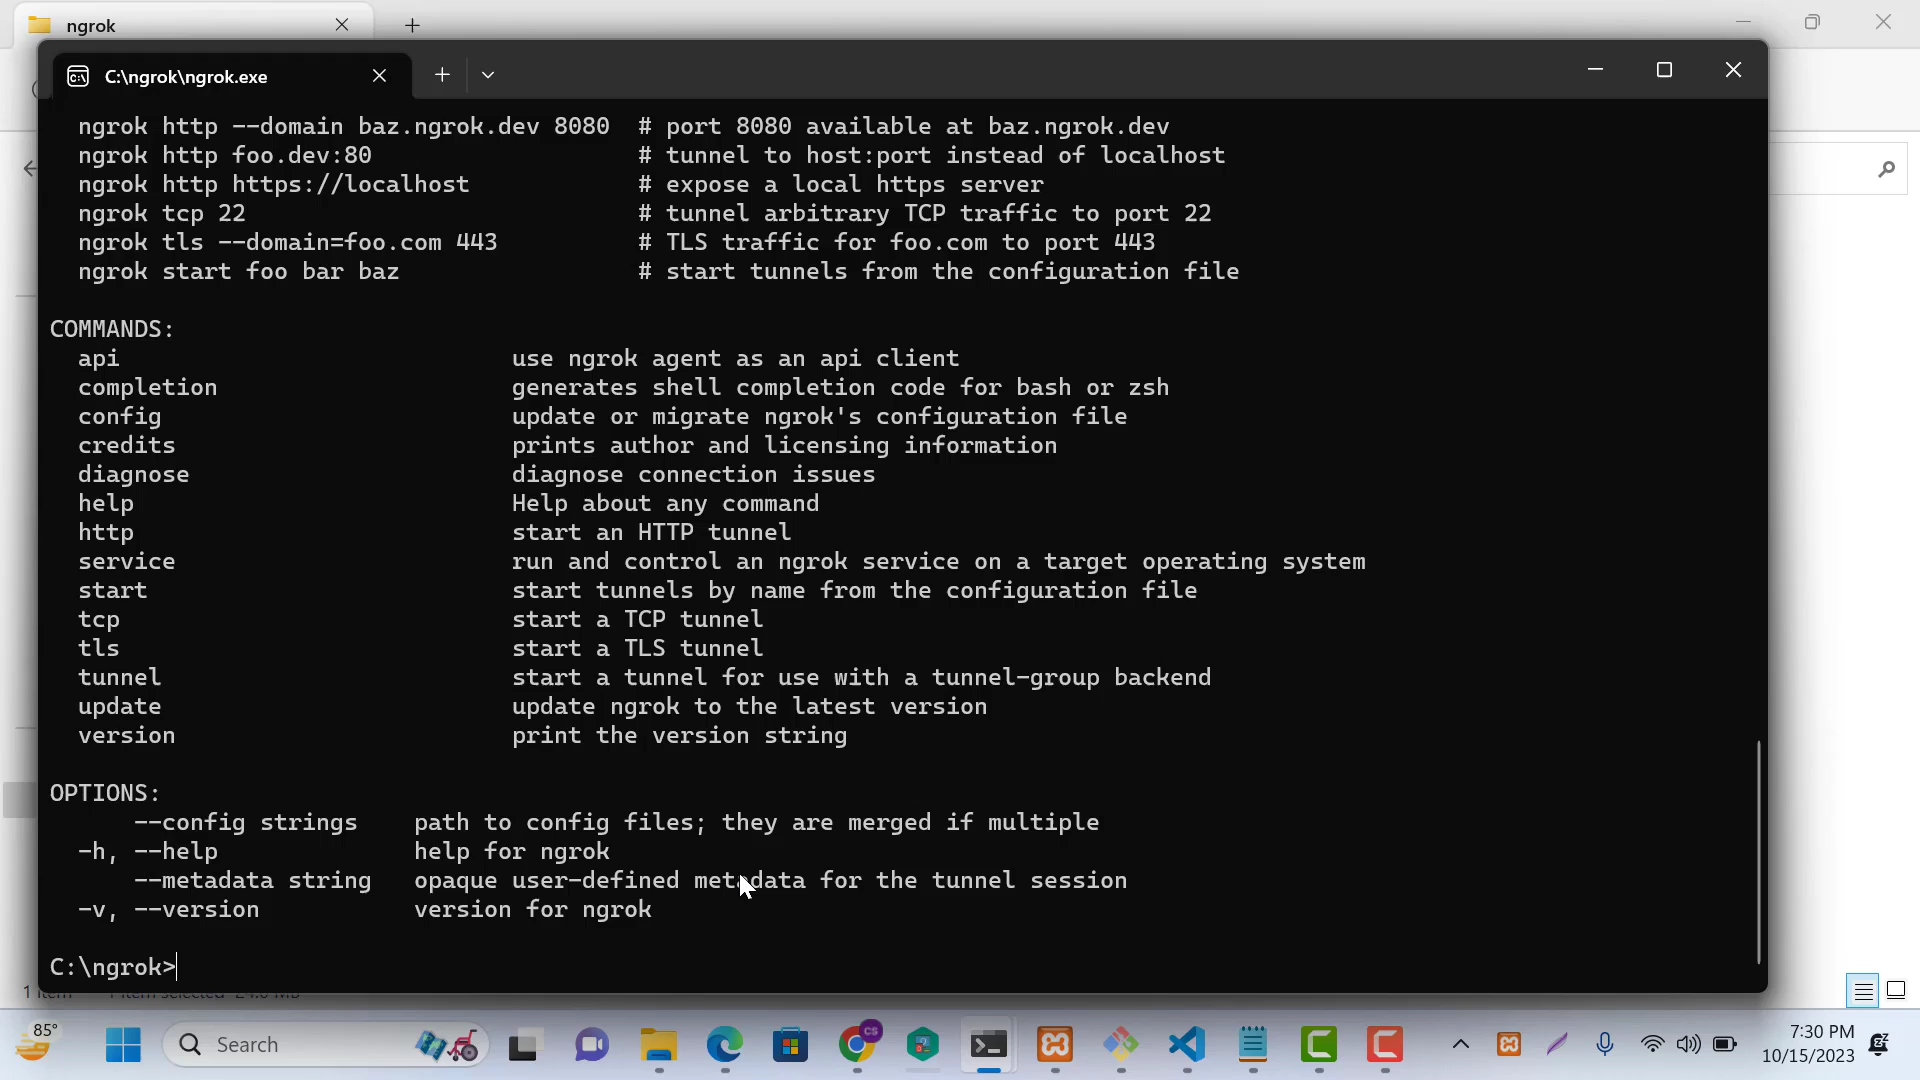 ngrok
C:\ngrok\ngrok.exe
ngrok http --domain baz.ngrok.dev 8080 # port 8080 available at baz.ngrok.dev
ngrok http foo.dev:80 # tunnel to host:port instead of localhost
ngrok http https://localhost # expose a local https server
ngrok tcp 22 # tunnel arbitrary TCP traffic to port 22
ngrok tls --domain=foo.com 443 # TLS traffic for foo.com to port 443
ngrok start foo bar baz # start tunnels from the configuration file
COMMANDS:
api use ngrok agent as an api client
completion generates shell completion code for bash or zsh
config update or migrate ngrok's configuration file
credits prints author and licensing information
diagnose diagnose connection issues
help Help about any command
http start an HTTP tunnel
service run and control an ngrok service on a target operating system
start start tunnels by name from the configuration file
tcp start a TCP tunnel
tls start a TLS tunnel
tunnel start a tunnel for use with a tunnel-group backend
update update ngrok to the latest version
version print the version string
OPTIONS:
--config strings path to config files; they are merged if multiple
-h, --help help for ngrok
--metadata string opaque user-defined metadata for the tunnel session
-v, --version version for ngrok
C:\ngrok>
85°
Search
CS
7:30 PM
10/15/2023